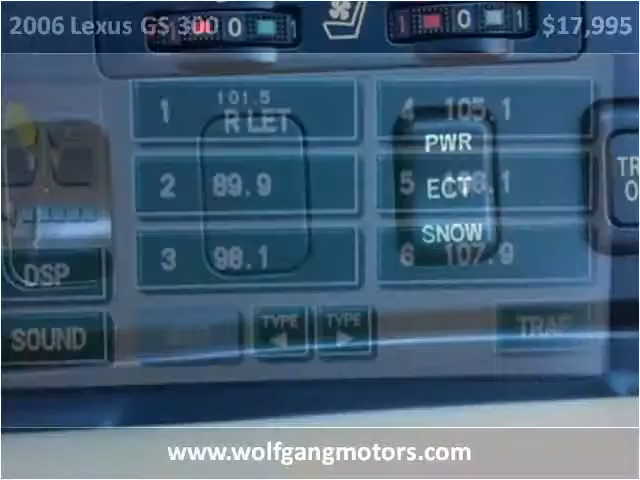 2006 Lexus GS 300 $17,995
0 1 0 1
101.5
1 R LET 4 105.1
PWR
2 89.9 5
ECT
SNOW
3 98.1 6 107.9
DSP
SOUND TYPE TYPE
www.wolfgangmotors.com